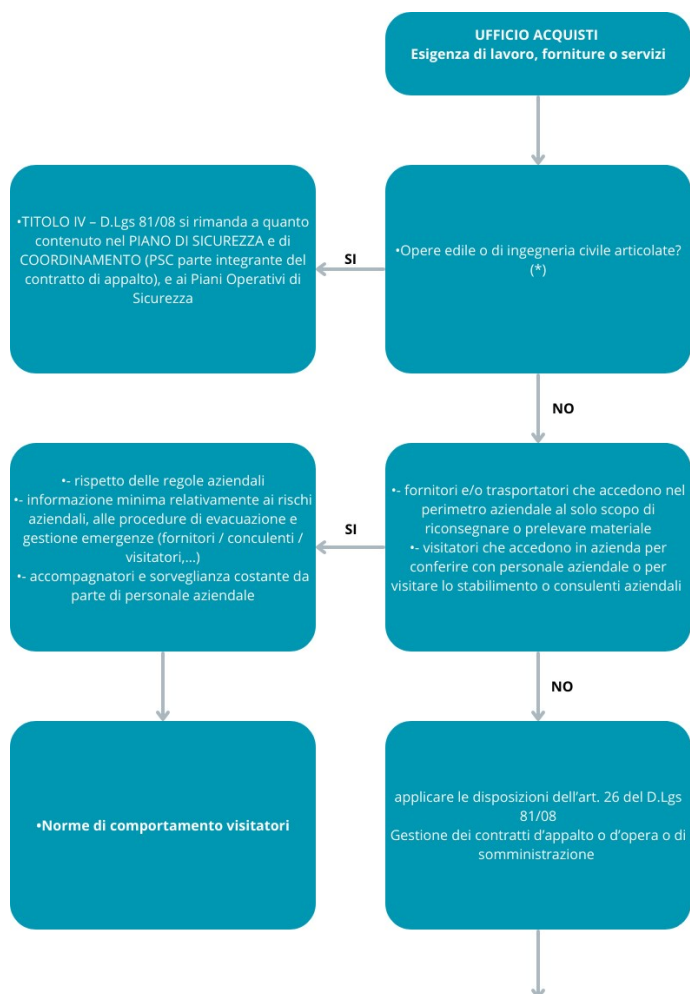 UFFICIO ACQUISTI
Esigenza di lavoro, forniture o servizi
•TITOLO IV – D.Lgs 81/08 si rimanda a quanto
contenuto nel PIANO DI SICUREZZA e di
COORDINAMENTO (PSC parte integrante del
contratto di appalto), e ai Piani Operativi di
Sicurezza
SI
•Opere edile o di ingegneria civile articolate?
(*)
NO
•- rispetto delle regole aziendali
•- informazione minima relativamente ai rischi
aziendali, alle procedure di evacuazione e
gestione emergenze (fornitori / conculenti /
visitatori,...)
•- accompagnatori e sorveglianza costante da
parte di personale aziendale
SI
•- fornitori e/o trasportatori che accedono nel
perimetro aziendale al solo scopo di
riconsegnare o prelevare materiale
•- visitatori che accedono in azienda per
conferire con personale aziendale o per
visitare lo stabilimento o consulenti aziendali
NO
•Norme di comportamento visitatori
applicare le disposizioni dell’art. 26 del D.Lgs
81/08
Gestione dei contratti d’appalto o d’opera o di
somministrazione